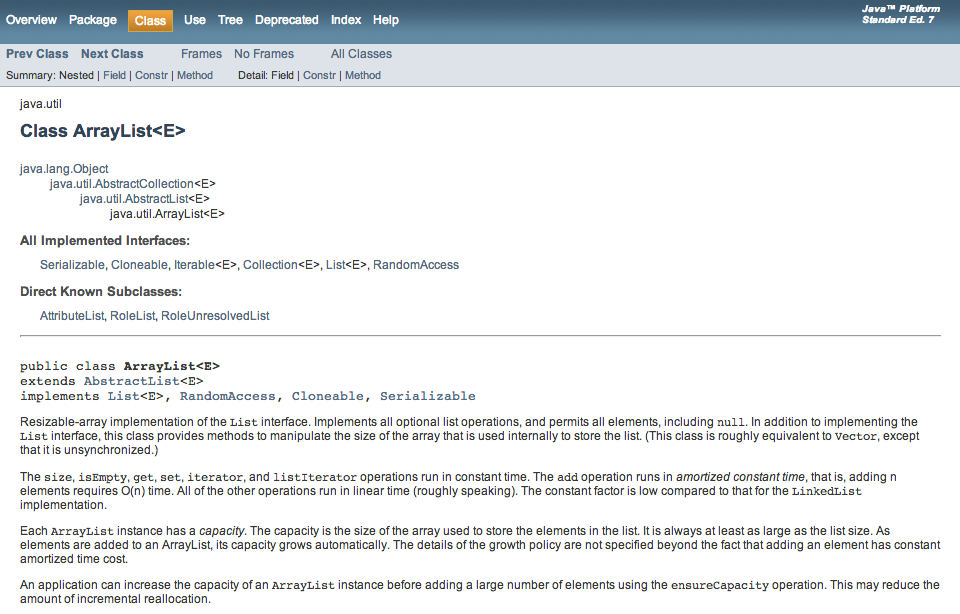 Overview Package Class Use Tree Deprecated Index Help
Java™ Platform
Standard Ed. 7
Prev Class Next Class Frames No Frames All Classes
Summary: Nested | Field | Constr | Method Detail: Field | Constr | Method
java.util
Class ArrayList<E>
java.lang.Object
java.util.AbstractCollection<E>
java.util.AbstractList<E>
java.util.ArrayList<E>
All Implemented Interfaces:
Serializable, Cloneable, Iterable<E>, Collection<E>, List<E>, RandomAccess
Direct Known Subclasses:
AttributeList, RoleList, RoleUnresolvedList
public class ArrayList<E>
extends AbstractList<E>
implements List<E>, RandomAccess, Cloneable, Serializable
Resizable-array implementation of the List interface. Implements all optional list operations, and permits all elements, including null. In addition to implementing the
List interface, this class provides methods to manipulate the size of the array that is used internally to store the list. (This class is roughly equivalent to Vector, except
that it is unsynchronized.)
The size, isEmpty, get, set, iterator, and listIterator operations run in constant time. The add operation runs in amortized constant time, that is, adding n
elements requires O(n) time. All of the other operations run in linear time (roughly speaking). The constant factor is low compared to that for the LinkedList
implementation.
Each ArrayList instance has a capacity. The capacity is the size of the array used to store the elements in the list. It is always at least as large as the list size. As
elements are added to an ArrayList, its capacity grows automatically. The details of the growth policy are not specified beyond the fact that adding an element has constant
amortized time cost.
An application can increase the capacity of an ArrayList instance before adding a large number of elements using the ensureCapacity operation. This may reduce the
amount of incremental reallocation.